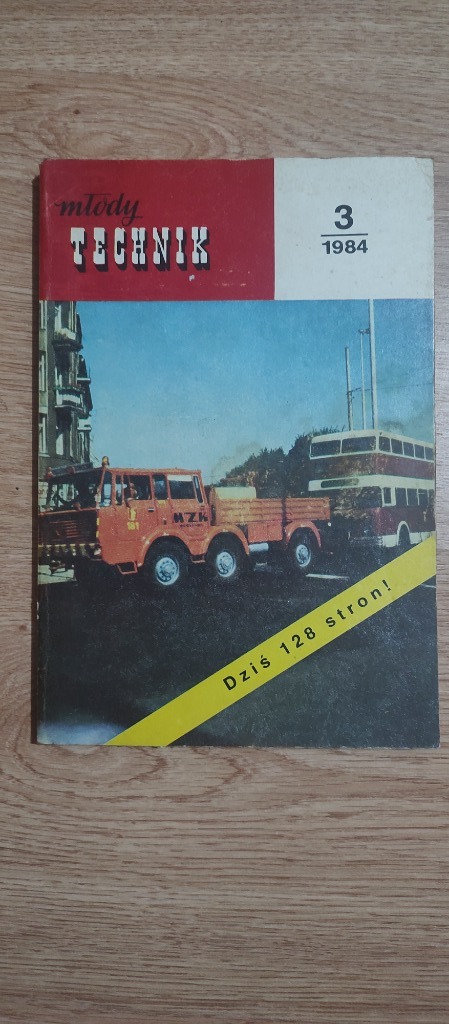 młody
TECHNIK
3
1984
MZK
Dziś 128 stron!